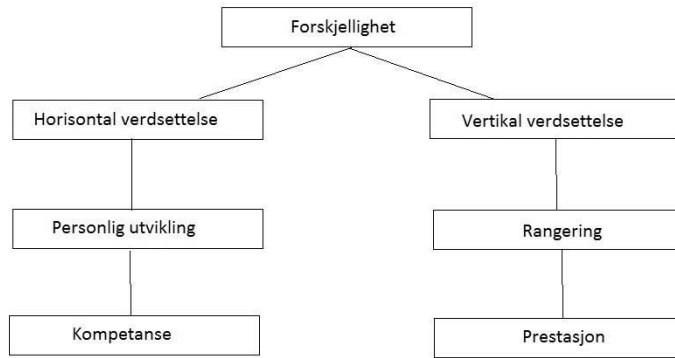 Forskjellighet
Horisontal verdsettelse
Vertikal verdsettelse
Personlig utvikling
Rangering
Kompetanse
Prestasjon